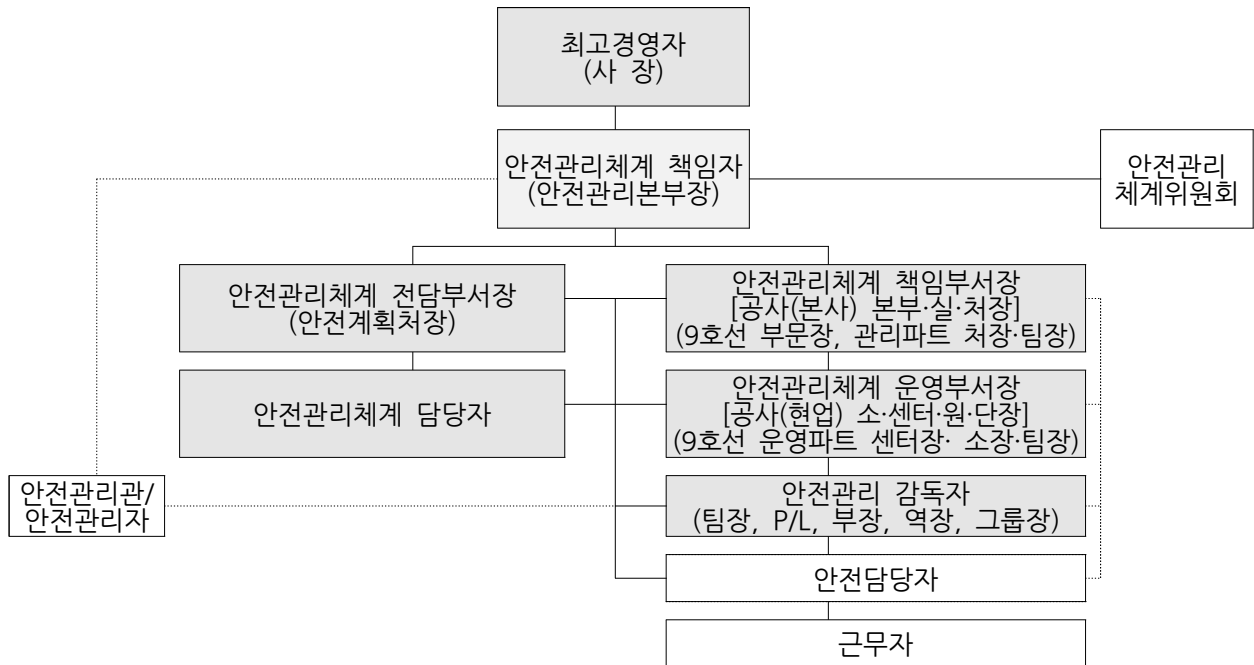 최고경영자
(사 장)
안전관리체계 책임자
(안전관리본부장)
안전관리
체계위원회
안전관리체계 전담부서장
(안전계획처장)
안전관리체계 책임부서장
[공사(본사) 본부·실·처장]
(9호선 부문장, 관리파트 처장·팀장)
안전관리체계 담당자
안전관리체계 운영부서장
[공사(현업) 소·센터·원·단장]
(9호선 운영파트 센터장· 소장·팀장)
안전관리관/
안전관리자
안전관리 감독자
(팀장, P/L, 부장, 역장, 그룹장)
안전담당자
근무자